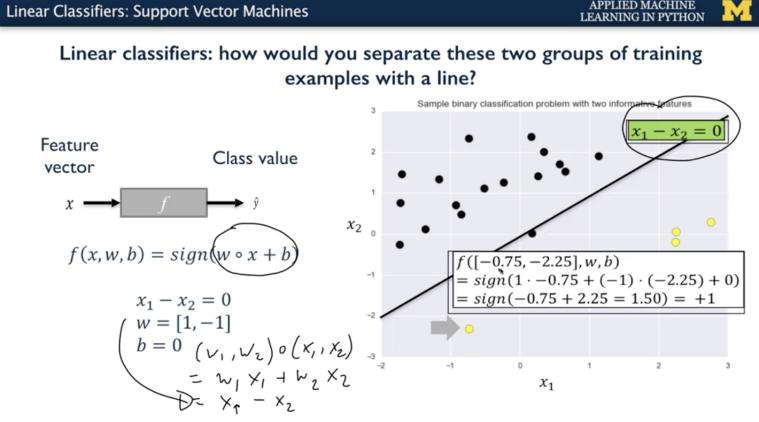 Linear Classifiers: Support Vector Machines
APPLIED MACHINE
LEARNING IN PYTHON
M
Linear classifiers: how would you separate these two groups of training
examples with a line?
Feature
vector
Class value
x
f
ŷ
f(x, w, b) = sign(w ∘ x + b)
x₁ − x₂ = 0
w = [1, −1]
b = 0
(w₁, w₂) ∘ (x₁, x₂)
= w₁ x₁ + w₂ x₂
= x₁ − x₂
Sample binary classification problem with two informative features
x₁ − x₂ = 0
3
2
1
0
−1
−2
−3
x₂
f([−0.75, −2.25], w, b)
= sign(1 · −0.75 + (−1) · (−2.25) + 0)
= sign(−0.75 + 2.25 = 1.50) = +1
−2 −1 0 1 2 3
x₁